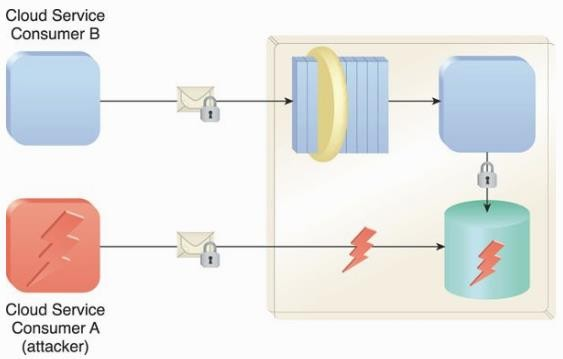 Cloud Service
Consumer B
Cloud Service
Consumer A
(attacker)